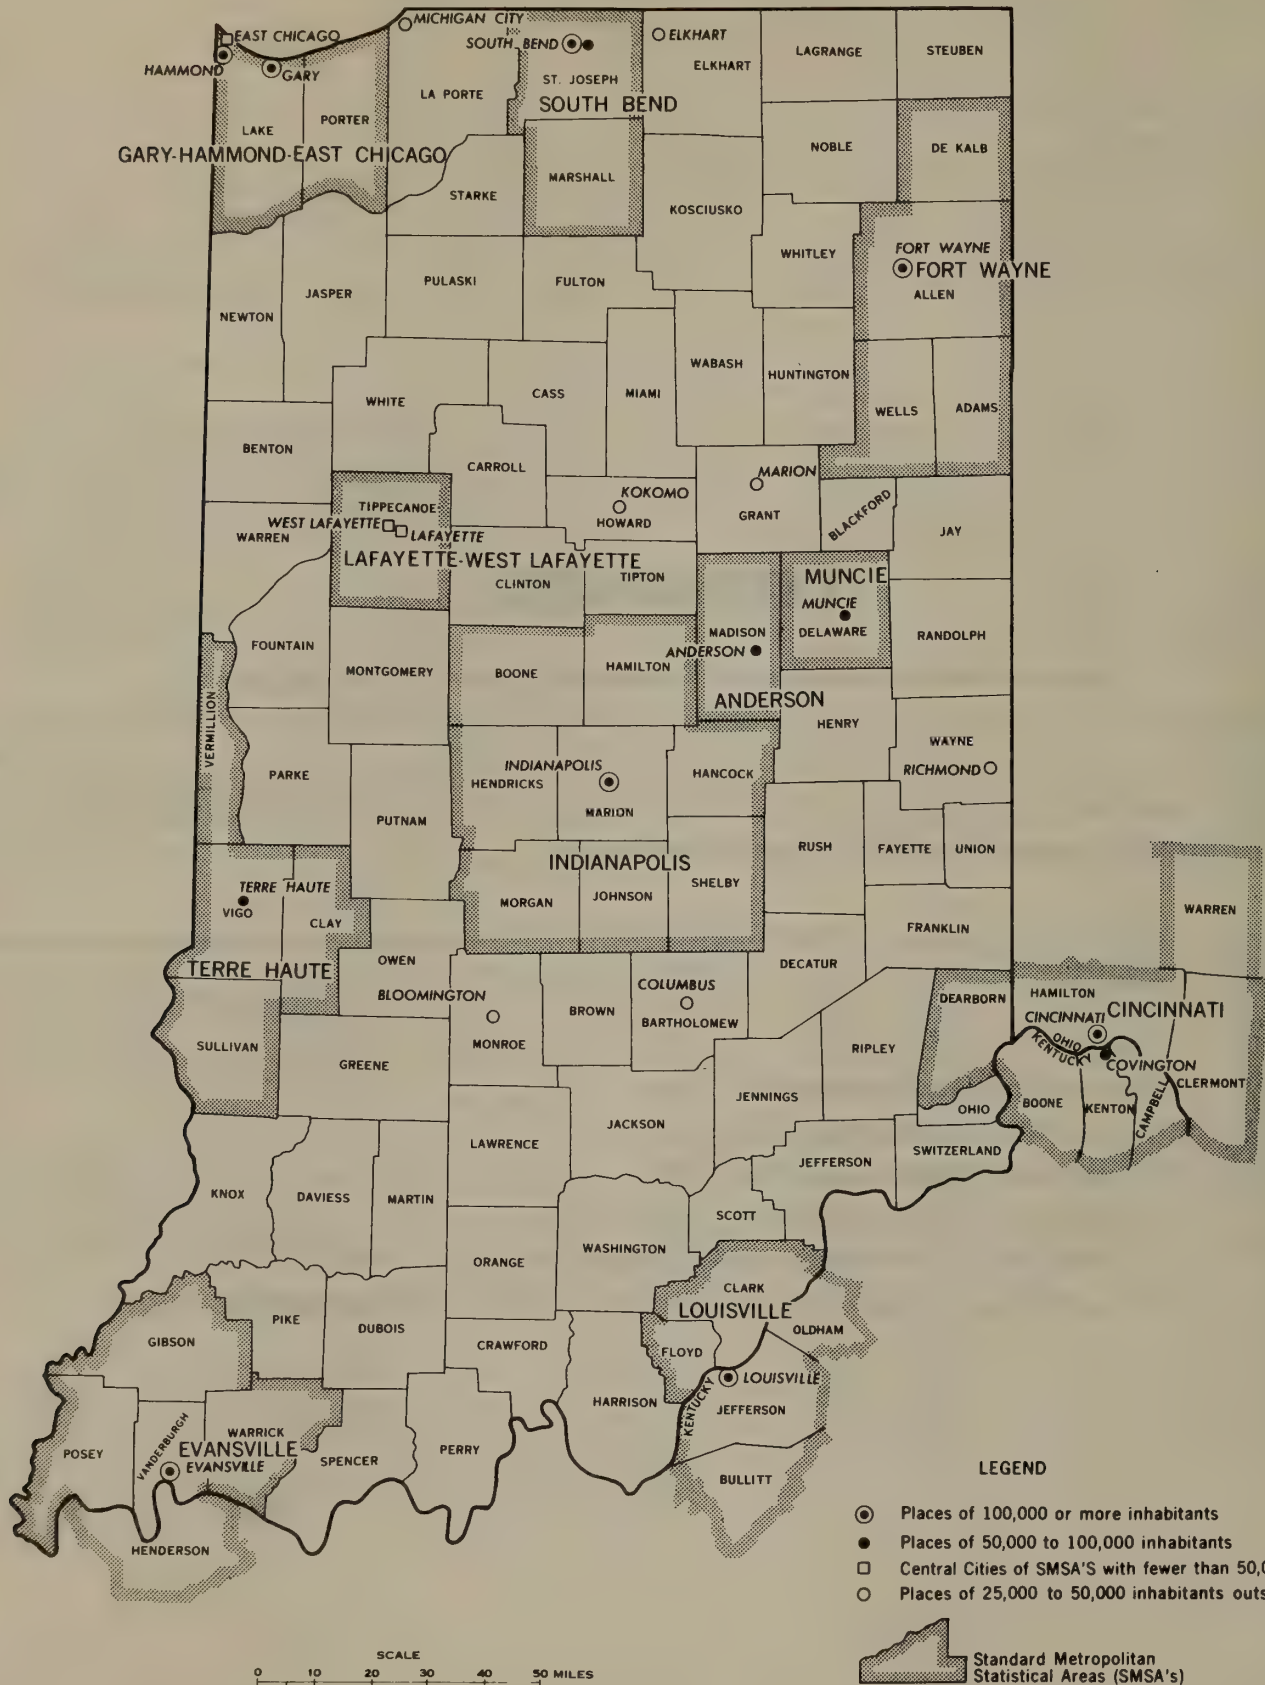 MICHIGAN CITY
EAST CHICAGO
SOUTH BEND
ELKHART
LAGRANGE
STEUBEN
HAMMOND
GARY
ELKHART
ST. JOSEPH
LA PORTE
SOUTH BEND
LAKE
PORTER
GARY-HAMMOND-EAST CHICAGO
NOBLE
DE KALB
MARSHALL
STARKE
KOSCIUSKO
WHITLEY
FORT WAYNE
FORT WAYNE
ALLEN
PULASKI
FULTON
JASPER
NEWTON
WABASH
HUNTINGTON
MIAMI
CASS
WHITE
WELLS
ADAMS
BENTON
CARROLL
MARION
KOKOMO
HOWARD
GRANT
BLACKFORD
JAY
TIPPECANOE
WEST LAFAYETTE
LAFAYETTE
WARREN
LAFAYETTE-WEST LAFAYETTE
CLINTON
TIPTON
MUNCIE
MUNCIE
DELAWARE
RANDOLPH
MADISON
ANDERSON
FOUNTAIN
MONTGOMERY
BOONE
HAMILTON
ANDERSON
HENRY
VERMILLION
WAYNE
RICHMOND
PARKE
INDIANAPOLIS
HENDRICKS
HANCOCK
MARION
PUTNAM
RUSH
FAYETTE
UNION
INDIANAPOLIS
SHELBY
MORGAN
JOHNSON
TERRE HAUTE
VIGO
CLAY
WARREN
FRANKLIN
OWEN
DECATUR
TERRE HAUTE
BLOOMINGTON
COLUMBUS
DEARBORN
HAMILTON
CINCINNATI
CINCINNATI
BROWN
BARTHOLOMEW
MONROE
SULLIVAN
GREENE
RIPLEY
OHIO
KENTUCKY
COVINGTON
CLERMONT
BOONE
KENTON
CAMPBELL
OHIO
JENNINGS
JACKSON
LAWRENCE
SWITZERLAND
JEFFERSON
KNOX
DAVIESS
MARTIN
SCOTT
WASHINGTON
ORANGE
CLARK
LOUISVILLE
OLDHAM
PIKE
DUBOIS
GIBSON
CRAWFORD
FLOYD
LOUISVILLE
KENTUCKY
JEFFERSON
HARRISON
WARRICK
VANDERBURGH
EVANSVILLE
EVANSVILLE
POSEY
SPENCER
PERRY
BULLITT
HENDERSON
LEGEND
Places of 100,000 or more inhabitants
Places of 50,000 to 100,000 inhabitants
Central Cities of SMSA'S with fewer than 50,0
Places of 25,000 to 50,000 inhabitants outs
Standard Metropolitan
Statistical Areas (SMSA's)
SCALE
0 10 20 30 40 50 MILES